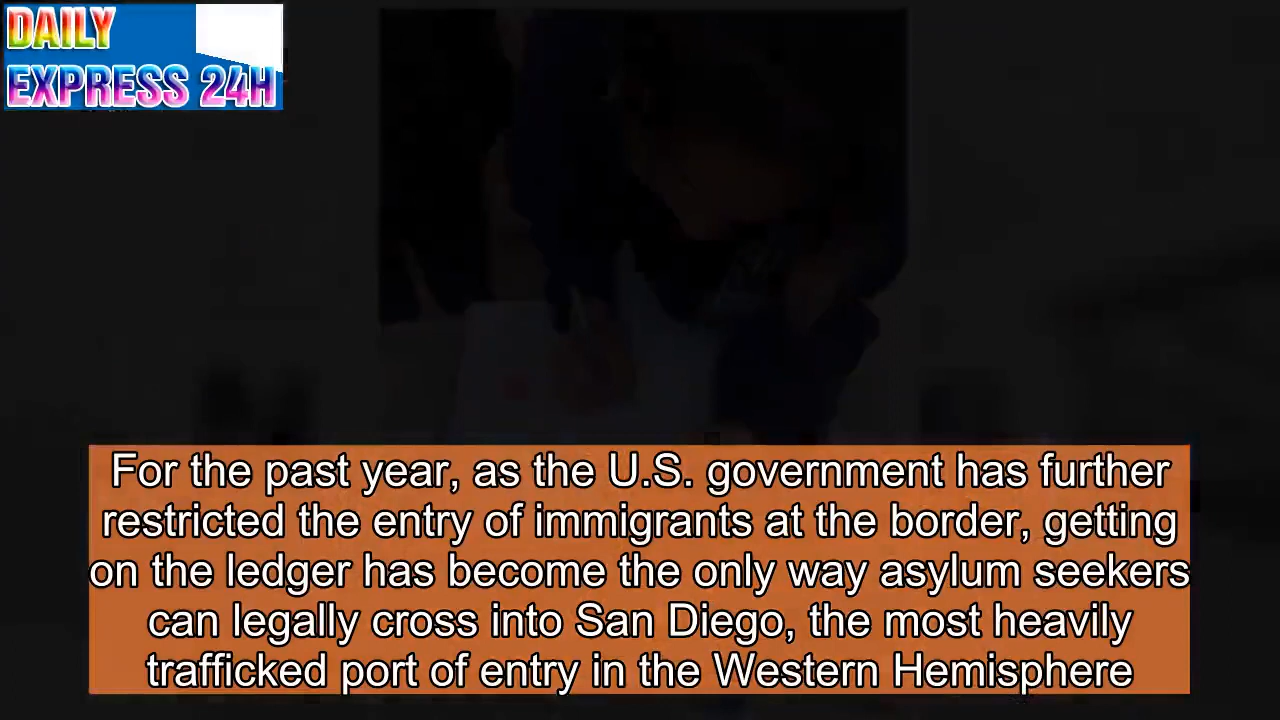 DAILY
EXPRESS 24H
For the past year, as the U.S. government has further
restricted the entry of immigrants at the border, getting
on the ledger has become the only way asylum seekers
can legally cross into San Diego, the most heavily
trafficked port of entry in the Western Hemisphere